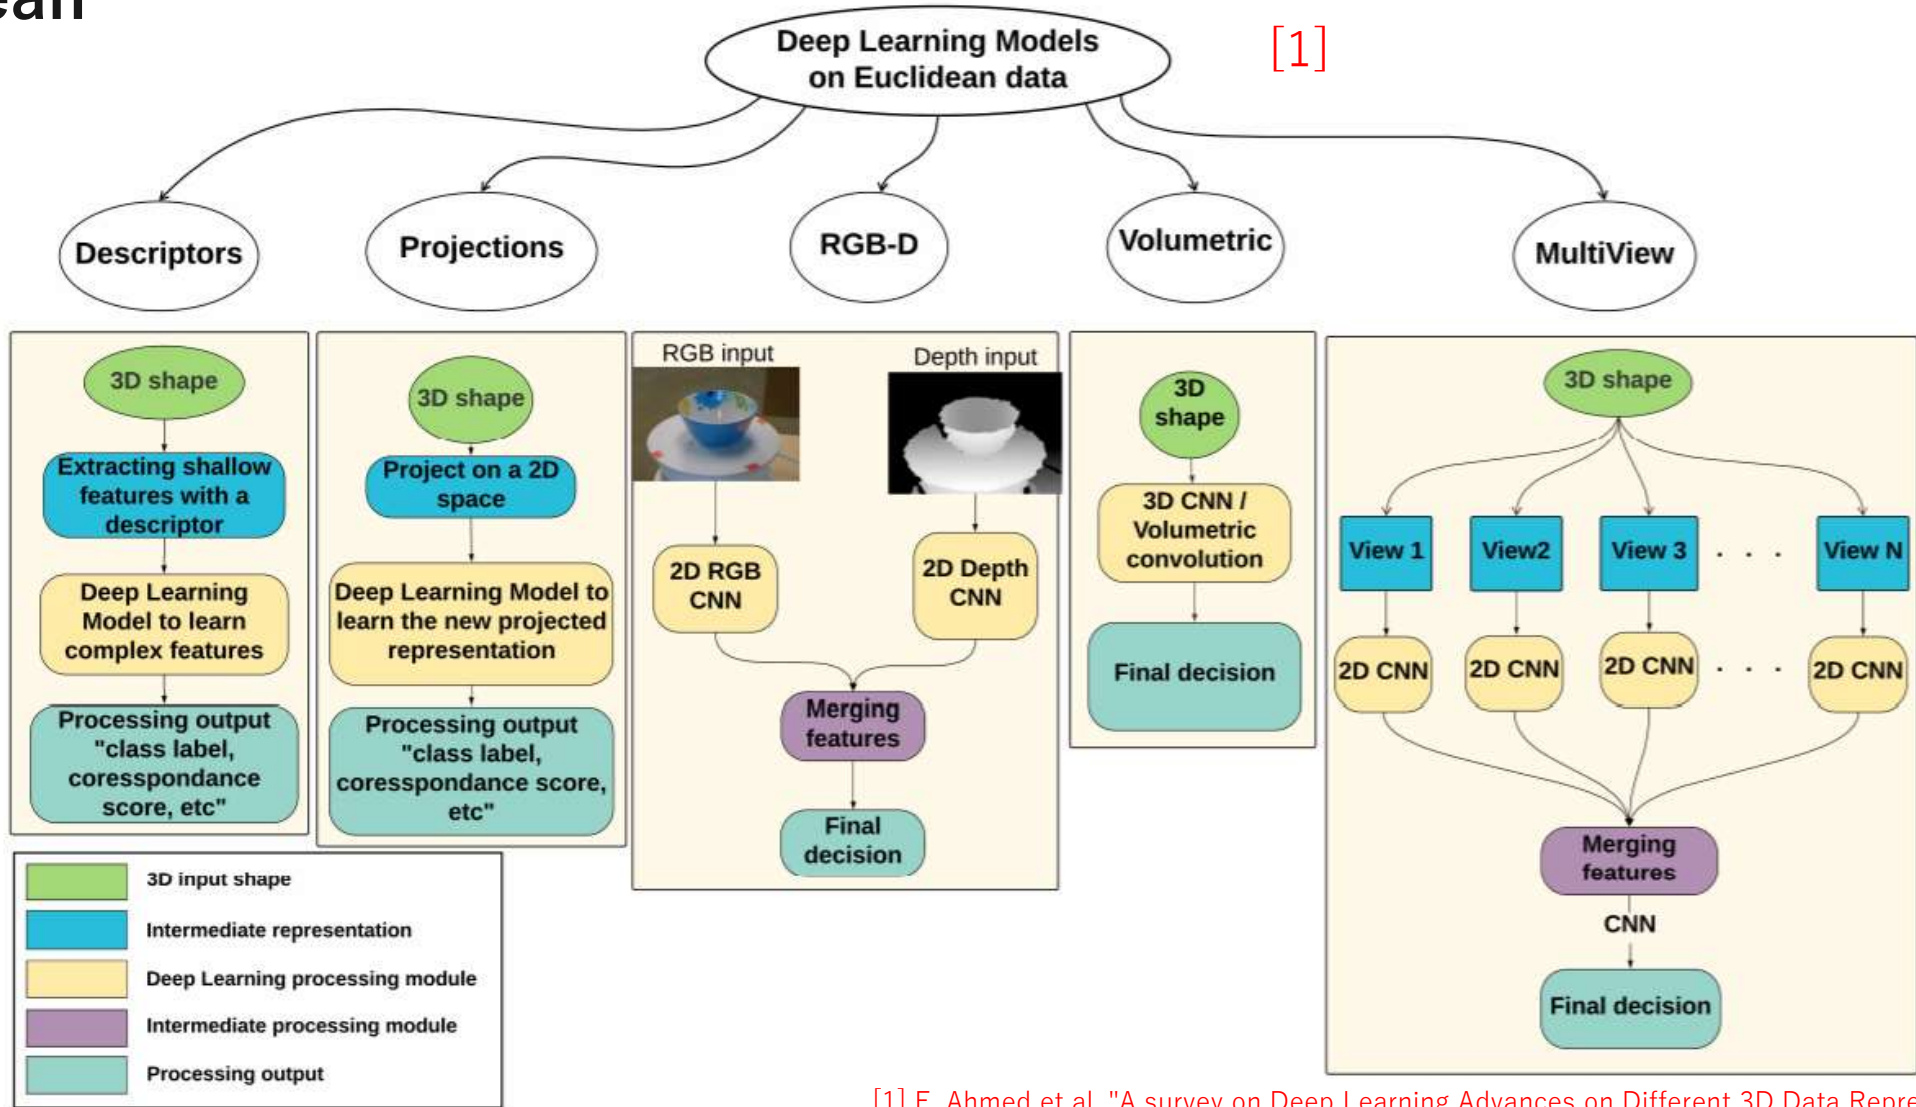 Deep Learning Models
on Euclidean data
[1]
Descriptors
Projections
RGB-D
Volumetric
MultiView
3D shape
Extracting shallow
features with a
descriptor
Deep Learning
Model to learn
complex features
Processing output
"class label,
coresspondance
score, etc"
3D shape
Project on a 2D
space
Deep Learning Model to
learn the new projected
representation
Processing output
"class label,
coresspondance score,
etc"
RGB input
Depth input
2D RGB
CNN
2D Depth
CNN
Merging
features
Final
decision
3D
shape
3D CNN /
Volumetric
convolution
Final decision
3D shape
View 1
View2
View 3
. . .
View N
2D CNN
2D CNN
2D CNN
. . .
2D CNN
Merging
features
CNN
Final decision
3D input shape
Intermediate representation
Deep Learning processing module
Intermediate processing module
Processing output
[1] E. Ahmed et al. "A survey on Deep Learning Advances on Different 3D Data